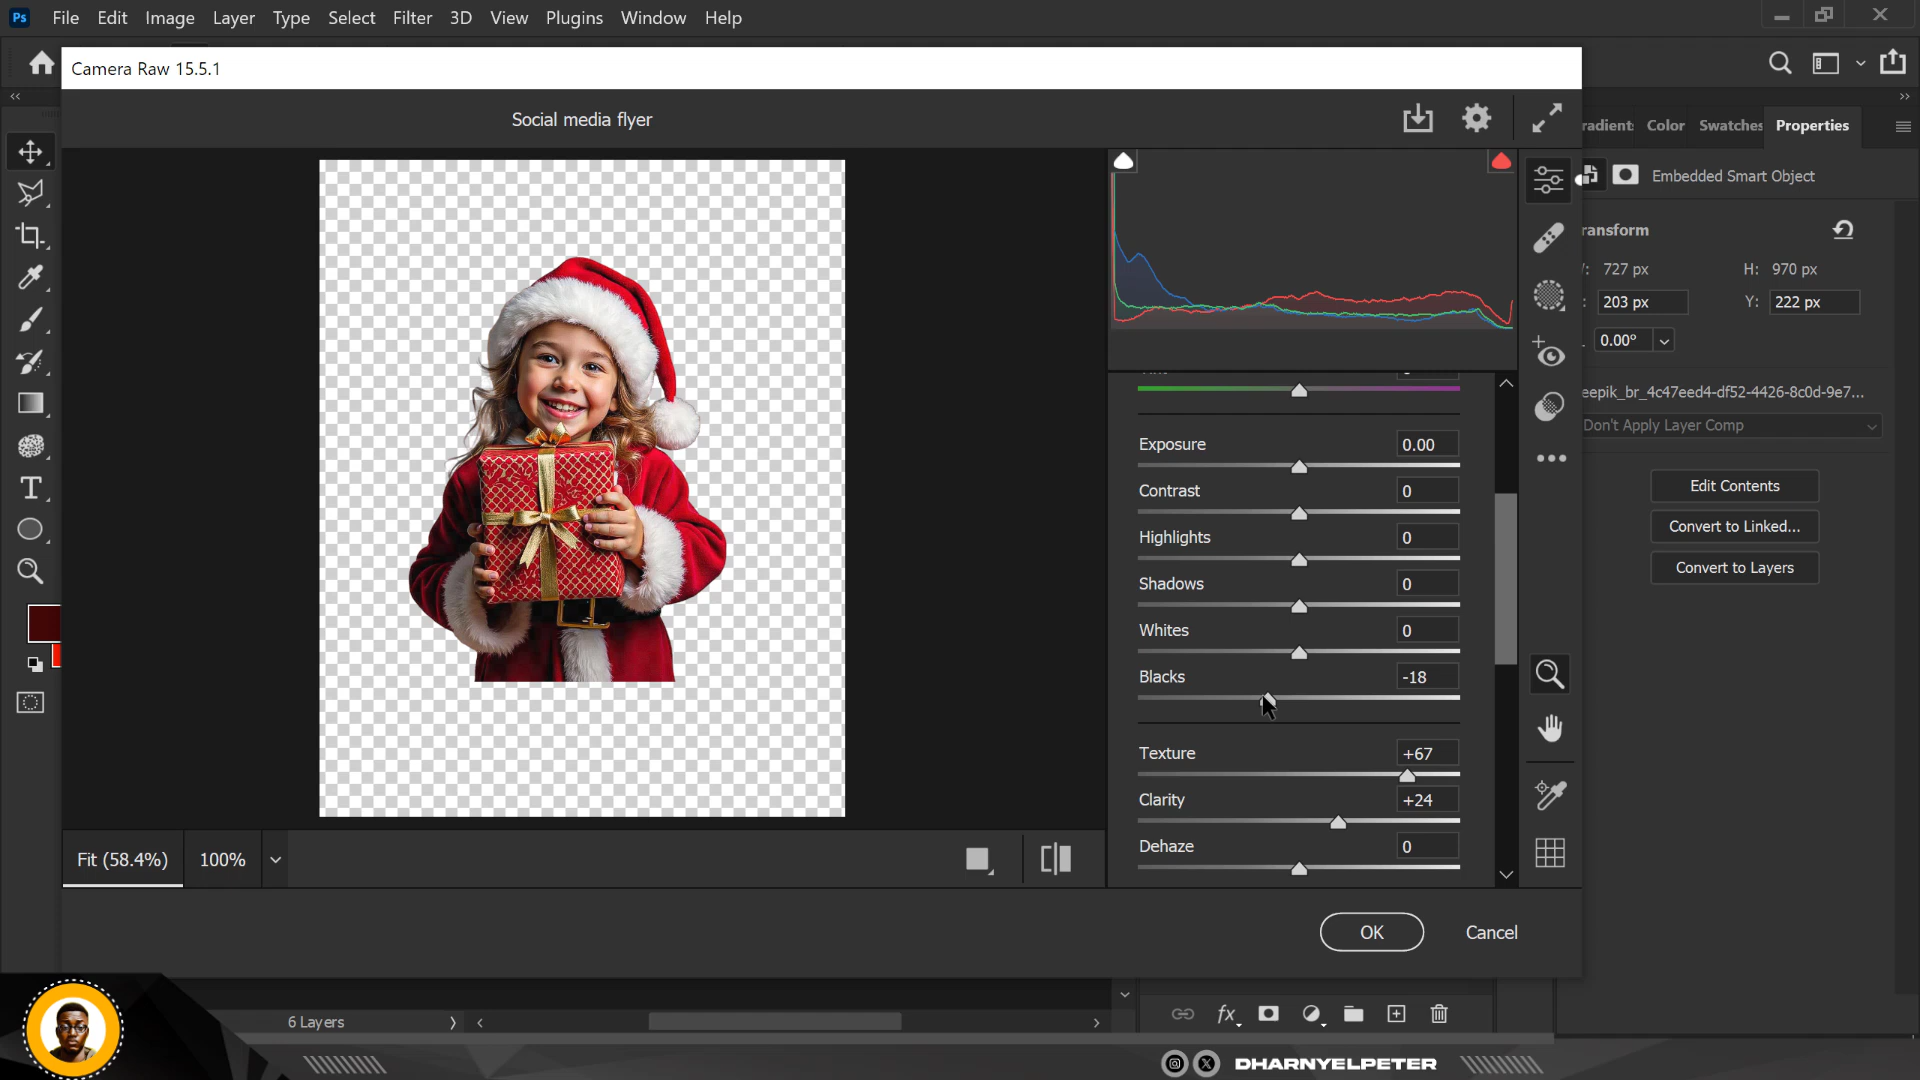 Ps File Edit Image Layer Type Select Filter 3D View Plugins Window Help
Camera Raw 15.5.1
Social media flyer
radient: Color Swatches Properties
Embedded Smart Object
ransform
727 px H: 970 px
203 px Y: 222 px
0.00°
eepik_br_4c47eed4-df52-4426-8c0d-9e7...
Don't Apply Layer Comp
Edit Contents
Convert to Linked...
Convert to Layers
Exposure 0.00
Contrast 0
Highlights 0
Shadows 0
Whites 0
Blacks -18
Texture +67
Clarity +24
Dehaze 0
Fit (58.4%) 100%
OK Cancel
6 Layers
fx
DHARNYELPETER